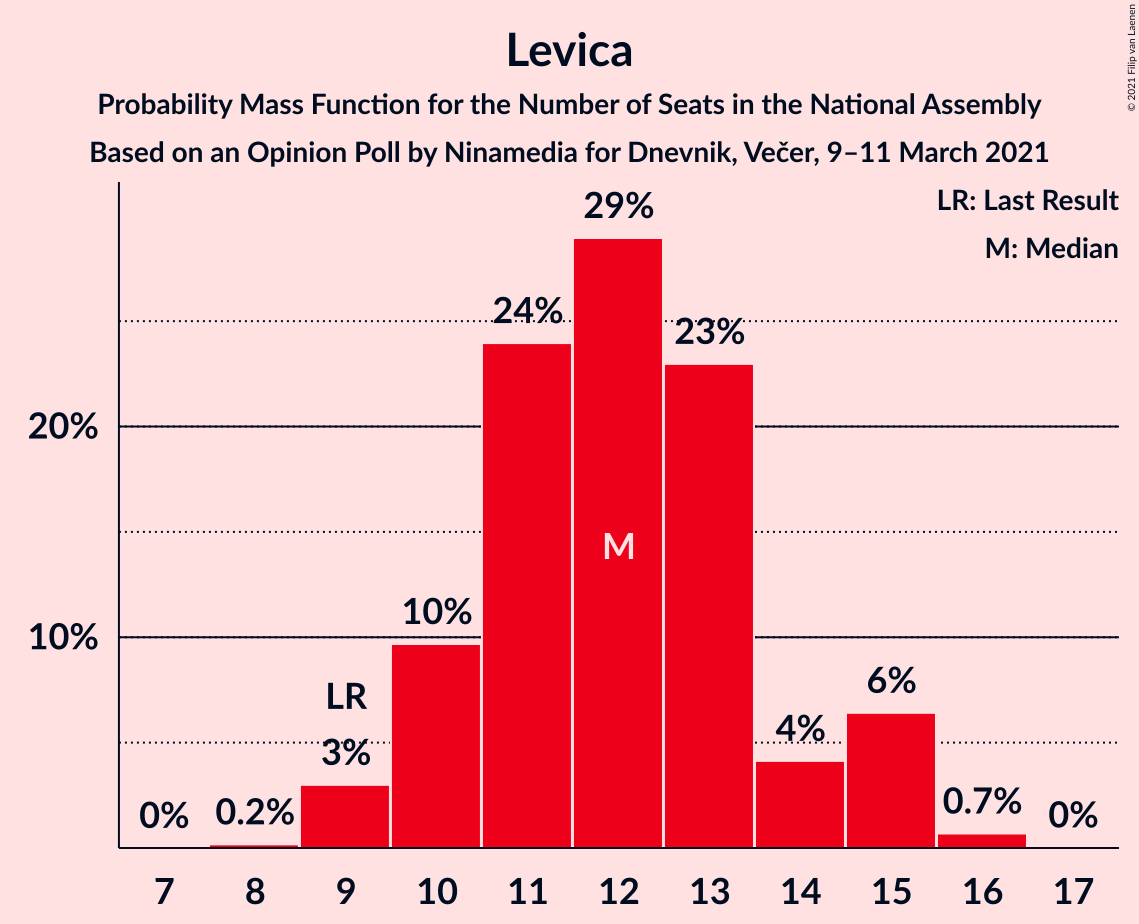 © 2021 Filip van Laenen
Levica
Probability Mass Function for the Number of Seats in the National Assembly
Based on an Opinion Poll by Ninamedia for Dnevnik, Večer, 9–11 March 2021
LR: Last Result
M: Median
29%
24%
23%
20%
M
10%
10%
LR
6%
4%
3%
0%
0.2%
0.7%
0%
7 8 9 10 11 12 13 14 15 16 17